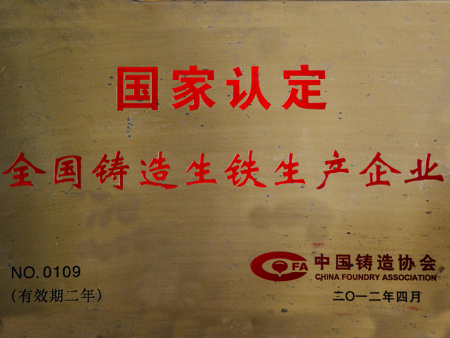 国家认定
全国铸造生铁生产企业
NO.0109
(有效期二年)
CFA 中国铸造协会
CHINA FOUNDRY ASSOCIATION
二〇一二年四月